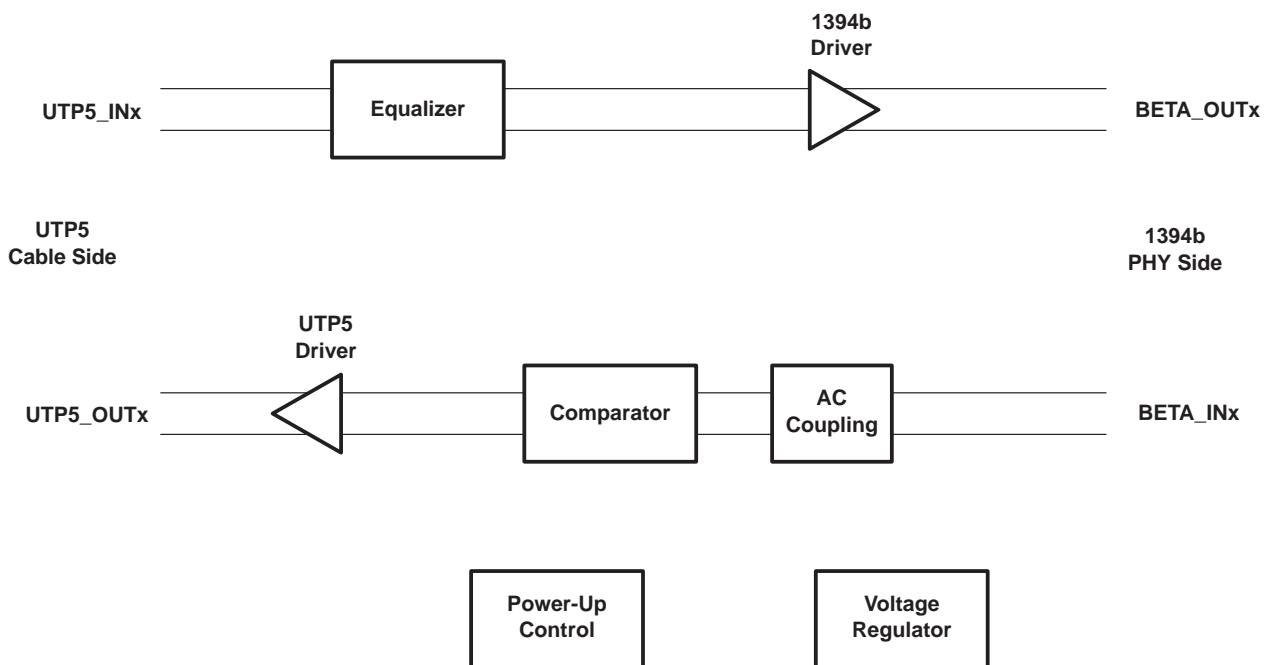 1394b
Driver
UTP5_INx
Equalizer
BETA_OUTx
UTP5
Cable Side
1394b
PHY Side
UTP5
Driver
UTP5_OUTx
Comparator
AC
Coupling
BETA_INx
Power-Up
Control
Voltage
Regulator